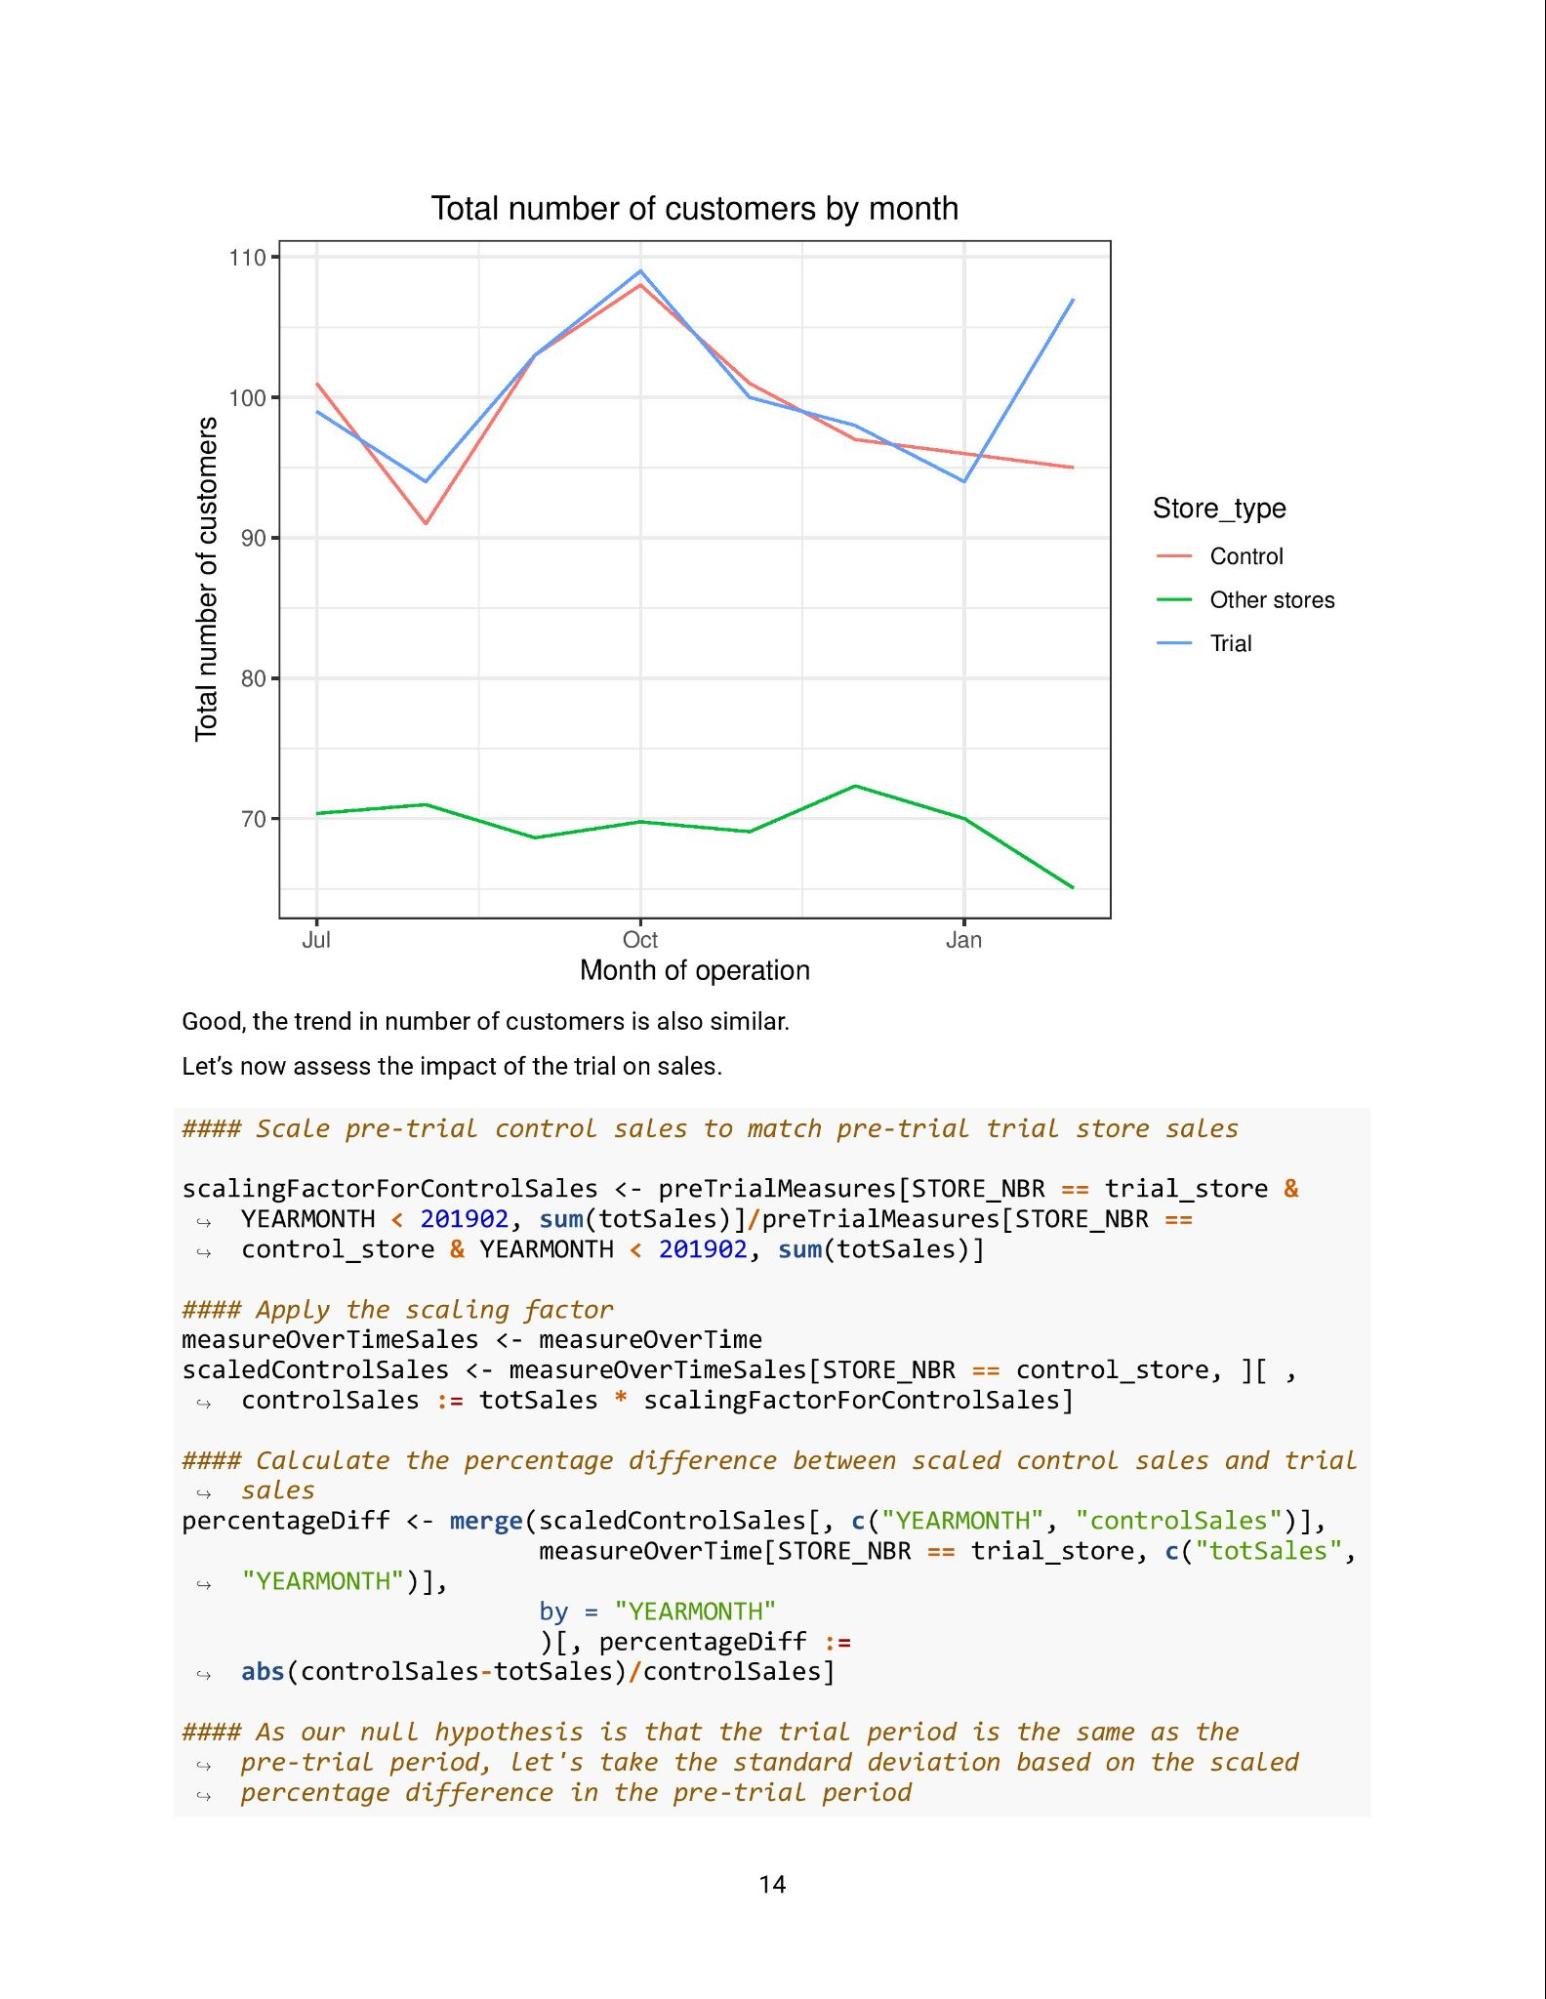 Total number of customers by month
110
100
90
80
70
Total number of customers
Jul
Oct
Jan
Month of operation
Store_type
Control
Other stores
Trial
Good, the trend in number of customers is also similar.
Let’s now assess the impact of the trial on sales.
#### Scale pre-trial control sales to match pre-trial trial store sales
scalingFactorForControlSales <- preTrialMeasures[STORE_NBR == trial_store &
↪ YEARMONTH < 201902, sum(totSales)]/preTrialMeasures[STORE_NBR ==
↪ control_store & YEARMONTH < 201902, sum(totSales)]
#### Apply the scaling factor
measureOverTimeSales <- measureOverTime
scaledControlSales <- measureOverTimeSales[STORE_NBR == control_store, ][ ,
↪ controlSales := totSales * scalingFactorForControlSales]
#### Calculate the percentage difference between scaled control sales and trial
↪ sales
percentageDiff <- merge(scaledControlSales[, c("YEARMONTH", "controlSales")],
measureOverTime[STORE_NBR == trial_store, c("totSales",
↪ "YEARMONTH")],
by = "YEARMONTH"
)[, percentageDiff :=
↪ abs(controlSales-totSales)/controlSales]
#### As our null hypothesis is that the trial period is the same as the
↪ pre-trial period, let's take the standard deviation based on the scaled
↪ percentage difference in the pre-trial period
14